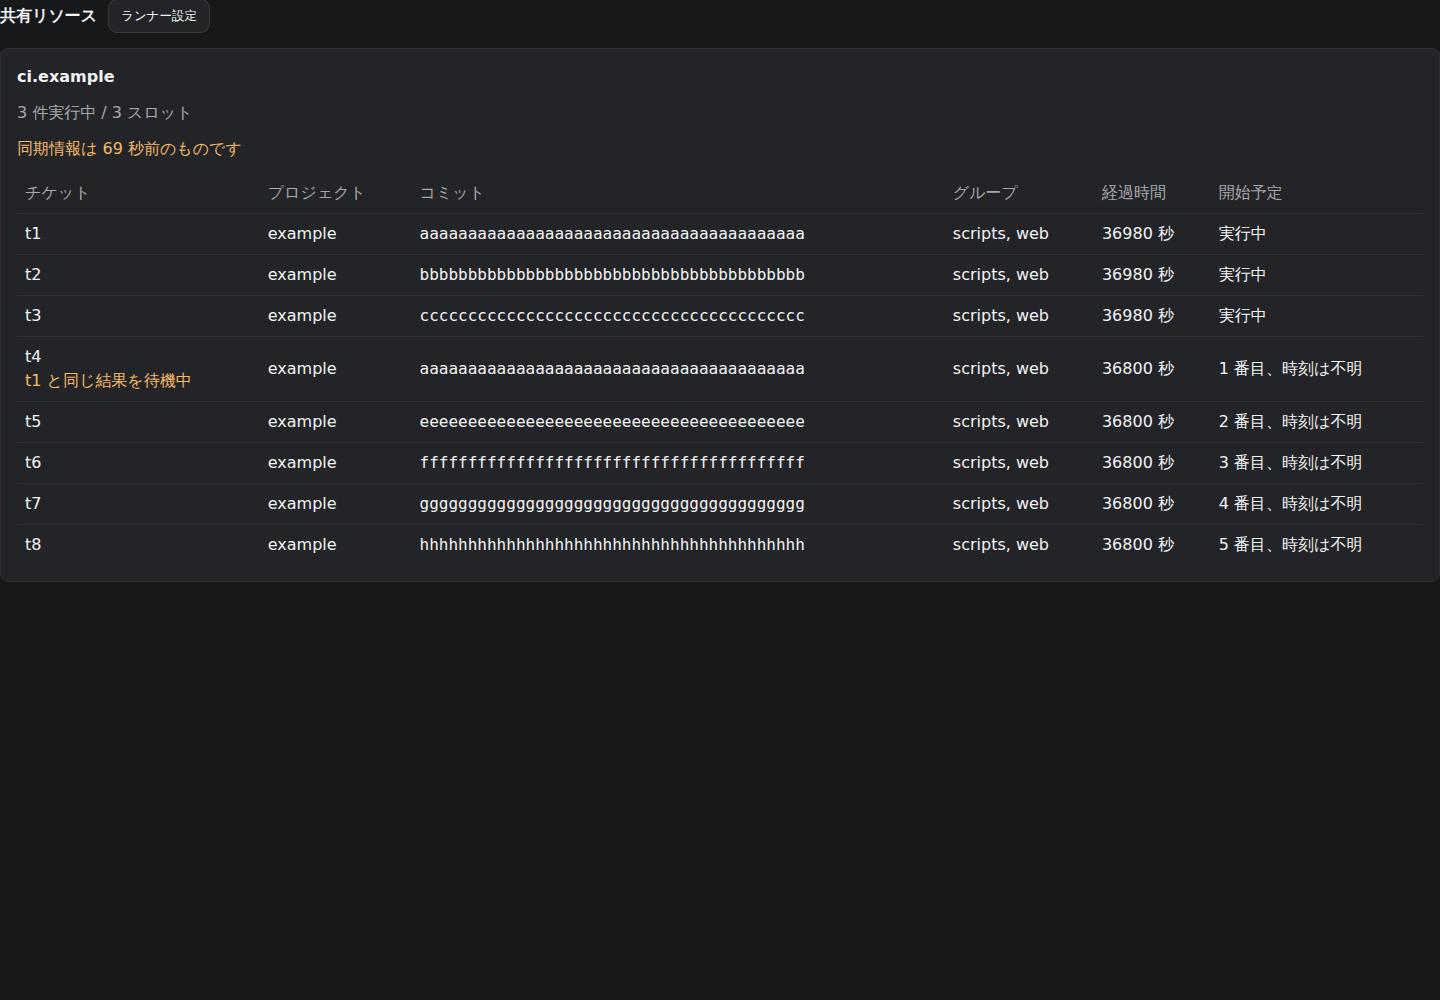 共有リソース ランナー設定
ci.example
3 件実行中 / 3 スロット
同期情報は 69 秒前のものです
チケット プロジェクト コミット グループ 経過時間 開始予定
t1 example aaaaaaaaaaaaaaaaaaaaaaaaaaaaaaaaaaaaaaaa scripts, web 36980 秒 実行中
t2 example bbbbbbbbbbbbbbbbbbbbbbbbbbbbbbbbbbbbbbbb scripts, web 36980 秒 実行中
t3 example cccccccccccccccccccccccccccccccccccccccc scripts, web 36980 秒 実行中
t4 example aaaaaaaaaaaaaaaaaaaaaaaaaaaaaaaaaaaaaaaa scripts, web 36800 秒 1 番目、時刻は不明
t1 と同じ結果を待機中
t5 example eeeeeeeeeeeeeeeeeeeeeeeeeeeeeeeeeeeeeeee scripts, web 36800 秒 2 番目、時刻は不明
t6 example ffffffffffffffffffffffffffffffffffffffff scripts, web 36800 秒 3 番目、時刻は不明
t7 example gggggggggggggggggggggggggggggggggggggggg scripts, web 36800 秒 4 番目、時刻は不明
t8 example hhhhhhhhhhhhhhhhhhhhhhhhhhhhhhhhhhhhhhhh scripts, web 36800 秒 5 番目、時刻は不明